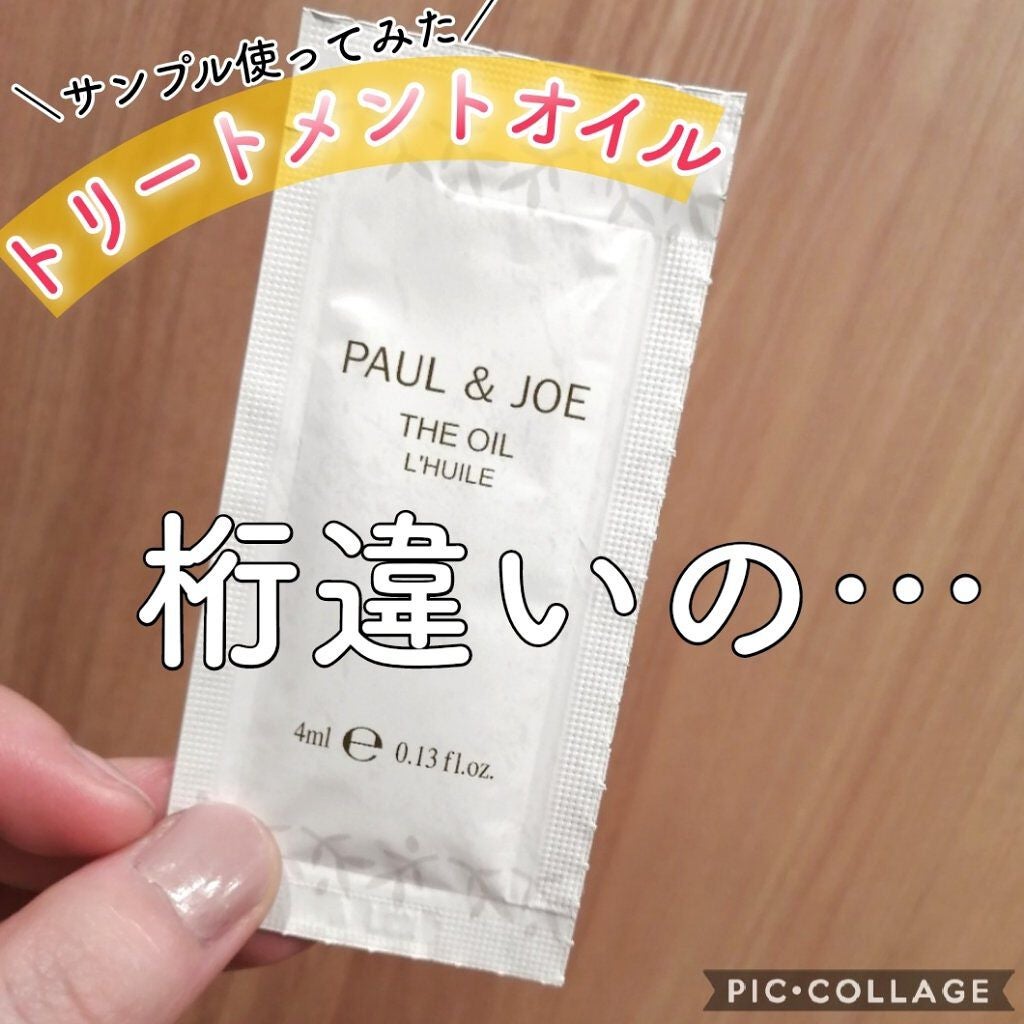 \サンプル使ってみた/
トリートメントオイル
PAUL & JOE
THE OIL
L'HUILE
桁違いの…
4ml ℮ 0.13 fl.oz.
PIC•COLLAGE